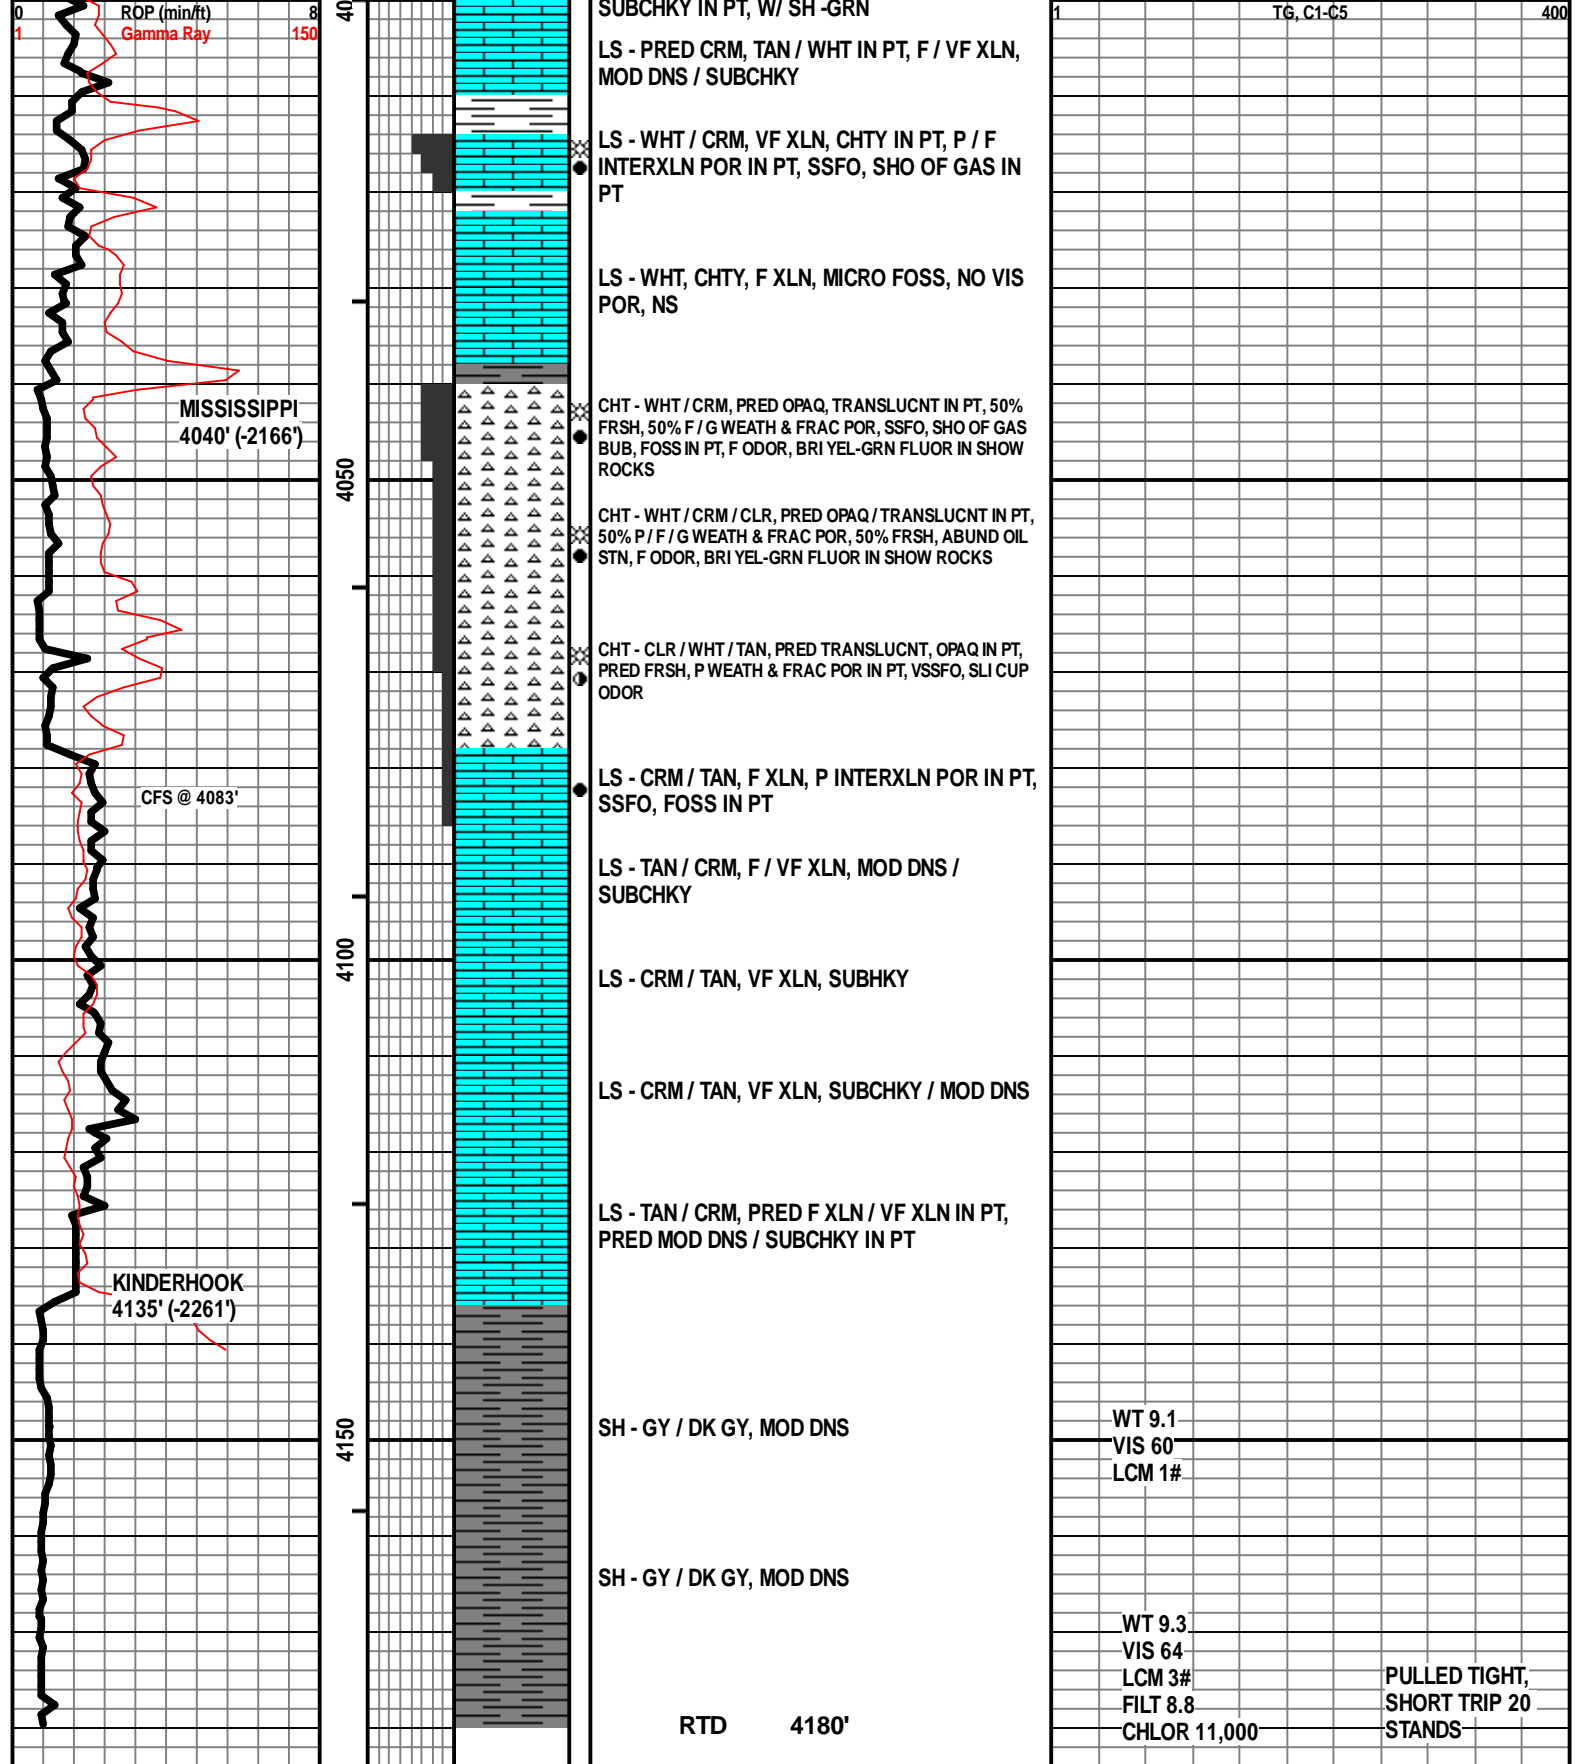 0 ROP (min/ft) 8
1 Gamma Ray 150
40
SUBCHKY IN PT, W/ SH -GRN
1 TG, C1-C5 400
LS - PRED CRM, TAN / WHT IN PT, F / VF XLN,
MOD DNS / SUBCHKY
LS - WHT / CRM, VF XLN, CHTY IN PT, P / F
INTERXLN POR IN PT, SSFO, SHO OF GAS IN
PT
LS - WHT, CHTY, F XLN, MICRO FOSS, NO VIS
POR, NS
MISSISSIPPI
4040' (-2166')
CHT - WHT / CRM, PRED OPAQ, TRANSLUCNT IN PT, 50%
FRSH, 50% F / G WEATH & FRAC POR, SSFO, SHO OF GAS
BUB, FOSS IN PT, F ODOR, BRI YEL-GRN FLUOR IN SHOW
ROCKS
4050
CHT - WHT / CRM / CLR, PRED OPAQ / TRANSLUCNT IN PT,
50% P / F / G WEATH & FRAC POR, 50% FRSH, ABUND OIL
STN, F ODOR, BRI YEL-GRN FLUOR IN SHOW ROCKS
CHT - CLR / WHT / TAN, PRED TRANSLUCNT, OPAQ IN PT,
PRED FRSH, P WEATH & FRAC POR IN PT, VSSFO, SLI CUP
ODOR
CFS @ 4083'
LS - CRM / TAN, F XLN, P INTERXLN POR IN PT,
SSFO, FOSS IN PT
LS - TAN / CRM, F / VF XLN, MOD DNS /
SUBCHKY
4100
LS - CRM / TAN, VF XLN, SUBHKY
LS - CRM / TAN, VF XLN, SUBCHKY / MOD DNS
LS - TAN / CRM, PRED F XLN / VF XLN IN PT,
PRED MOD DNS / SUBCHKY IN PT
KINDERHOOK
4135' (-2261')
4150
SH - GY / DK GY, MOD DNS
WT 9.1
VIS 60
LCM 1#
SH - GY / DK GY, MOD DNS
WT 9.3
VIS 64
LCM 3#
FILT 8.8
CHLOR 11,000
PULLED TIGHT,
SHORT TRIP 20
STANDS
RTD 4180'